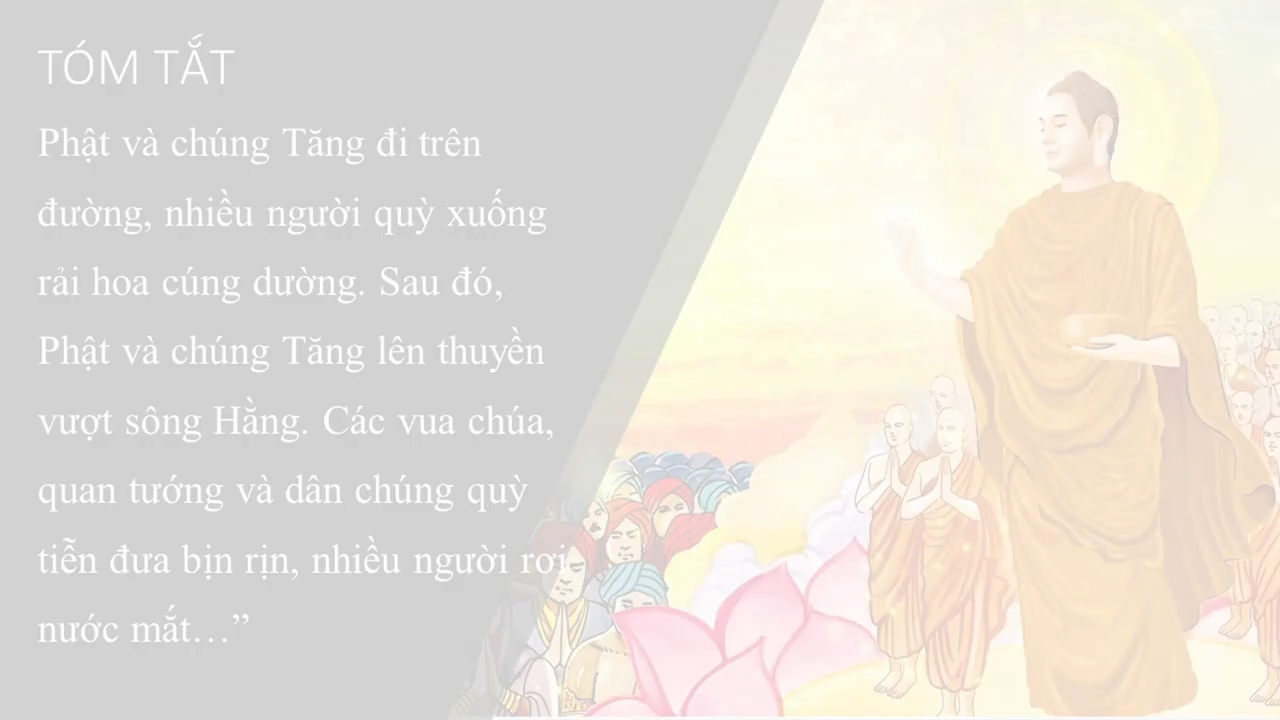 TÓM TẮT
Phật và chúng Tăng đi trên
đường, nhiều người quỳ xuống
rải hoa cúng dường. Sau đó,
Phật và chúng Tăng lên thuyền
vượt sông Hằng. Các vua chúa,
quan tướng và dân chúng quỳ
tiễn đưa bịn rịn, nhiều người rơi
nước mắt…”